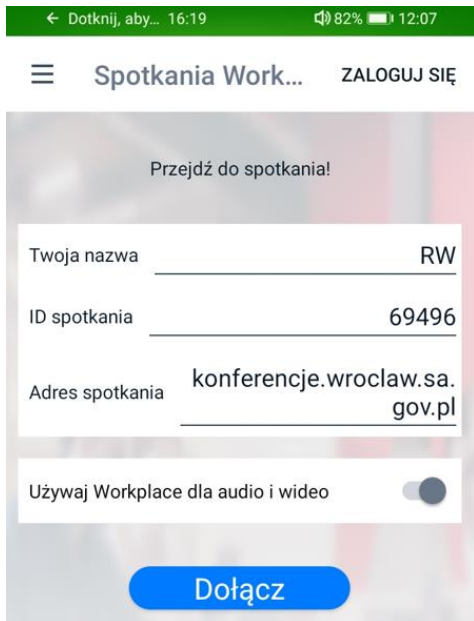 ← Dotknij, aby... 16:19 82% 12:07
Spotkania Work... ZALOGUJ SIĘ
Przejdź do spotkania!
Twoja nazwa RW
ID spotkania 69496
Adres spotkania konferencje.wroclaw.sa.
gov.pl
Używaj Workplace dla audio i wideo
Dołącz